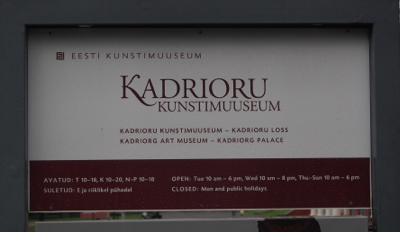 EESTI KUNSTIMUUSEUM
KADRIORU
KUNSTIMUUSEUM
KADRIORU KUNSTIMUUSEUM – KADRIORU LOSS
KADRIORG ART MUSEUM – KADRIORG PALACE
AVATUD: T 10–18, K 10–20, N–P 10–18
SULETUD: E ja riiklikel pühadel
OPEN: Tue 10 am – 6 pm, Wed 10 am – 8 pm, Thu–Sun 10 am – 6 pm
CLOSED: Mon and public holidays